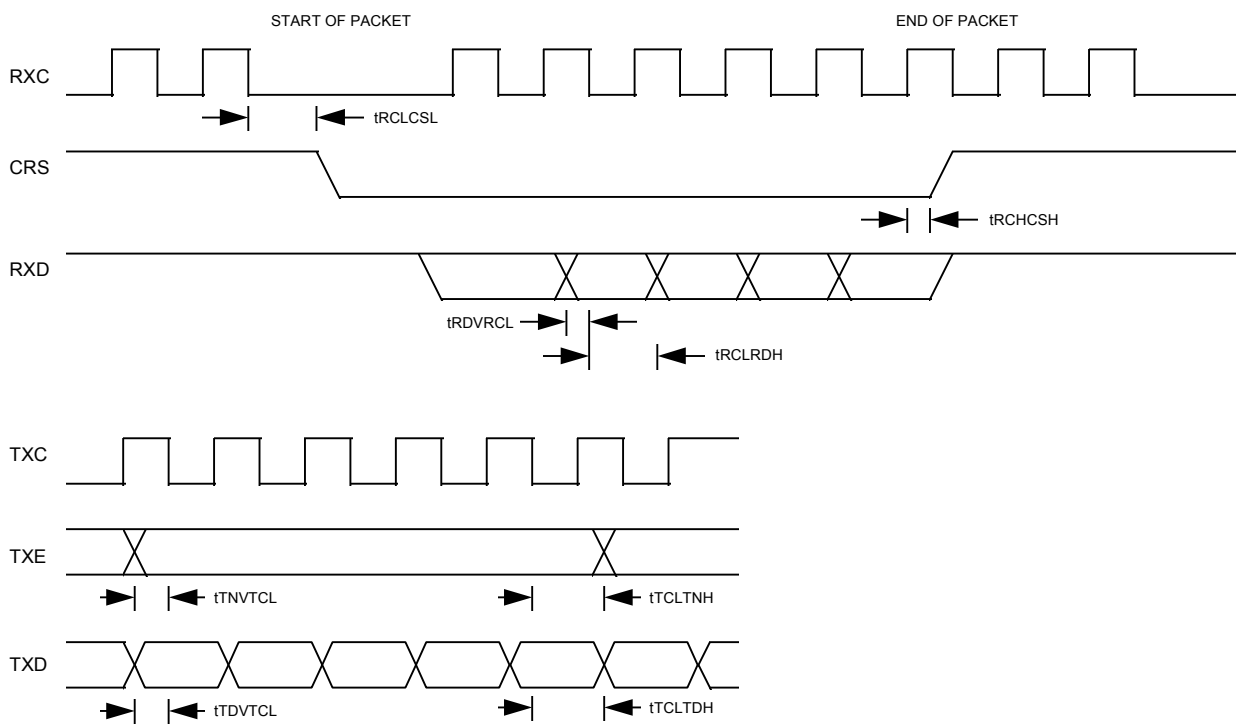 START OF PACKET
END OF PACKET
RXC
tRCLCSL
CRS
tRCHCSH
RXD
tRDVRCL
tRCLRDH
TXC
TXE
tTNVTCL
tTCLTNH
TXD
tTDVTCL
tTCLTDH